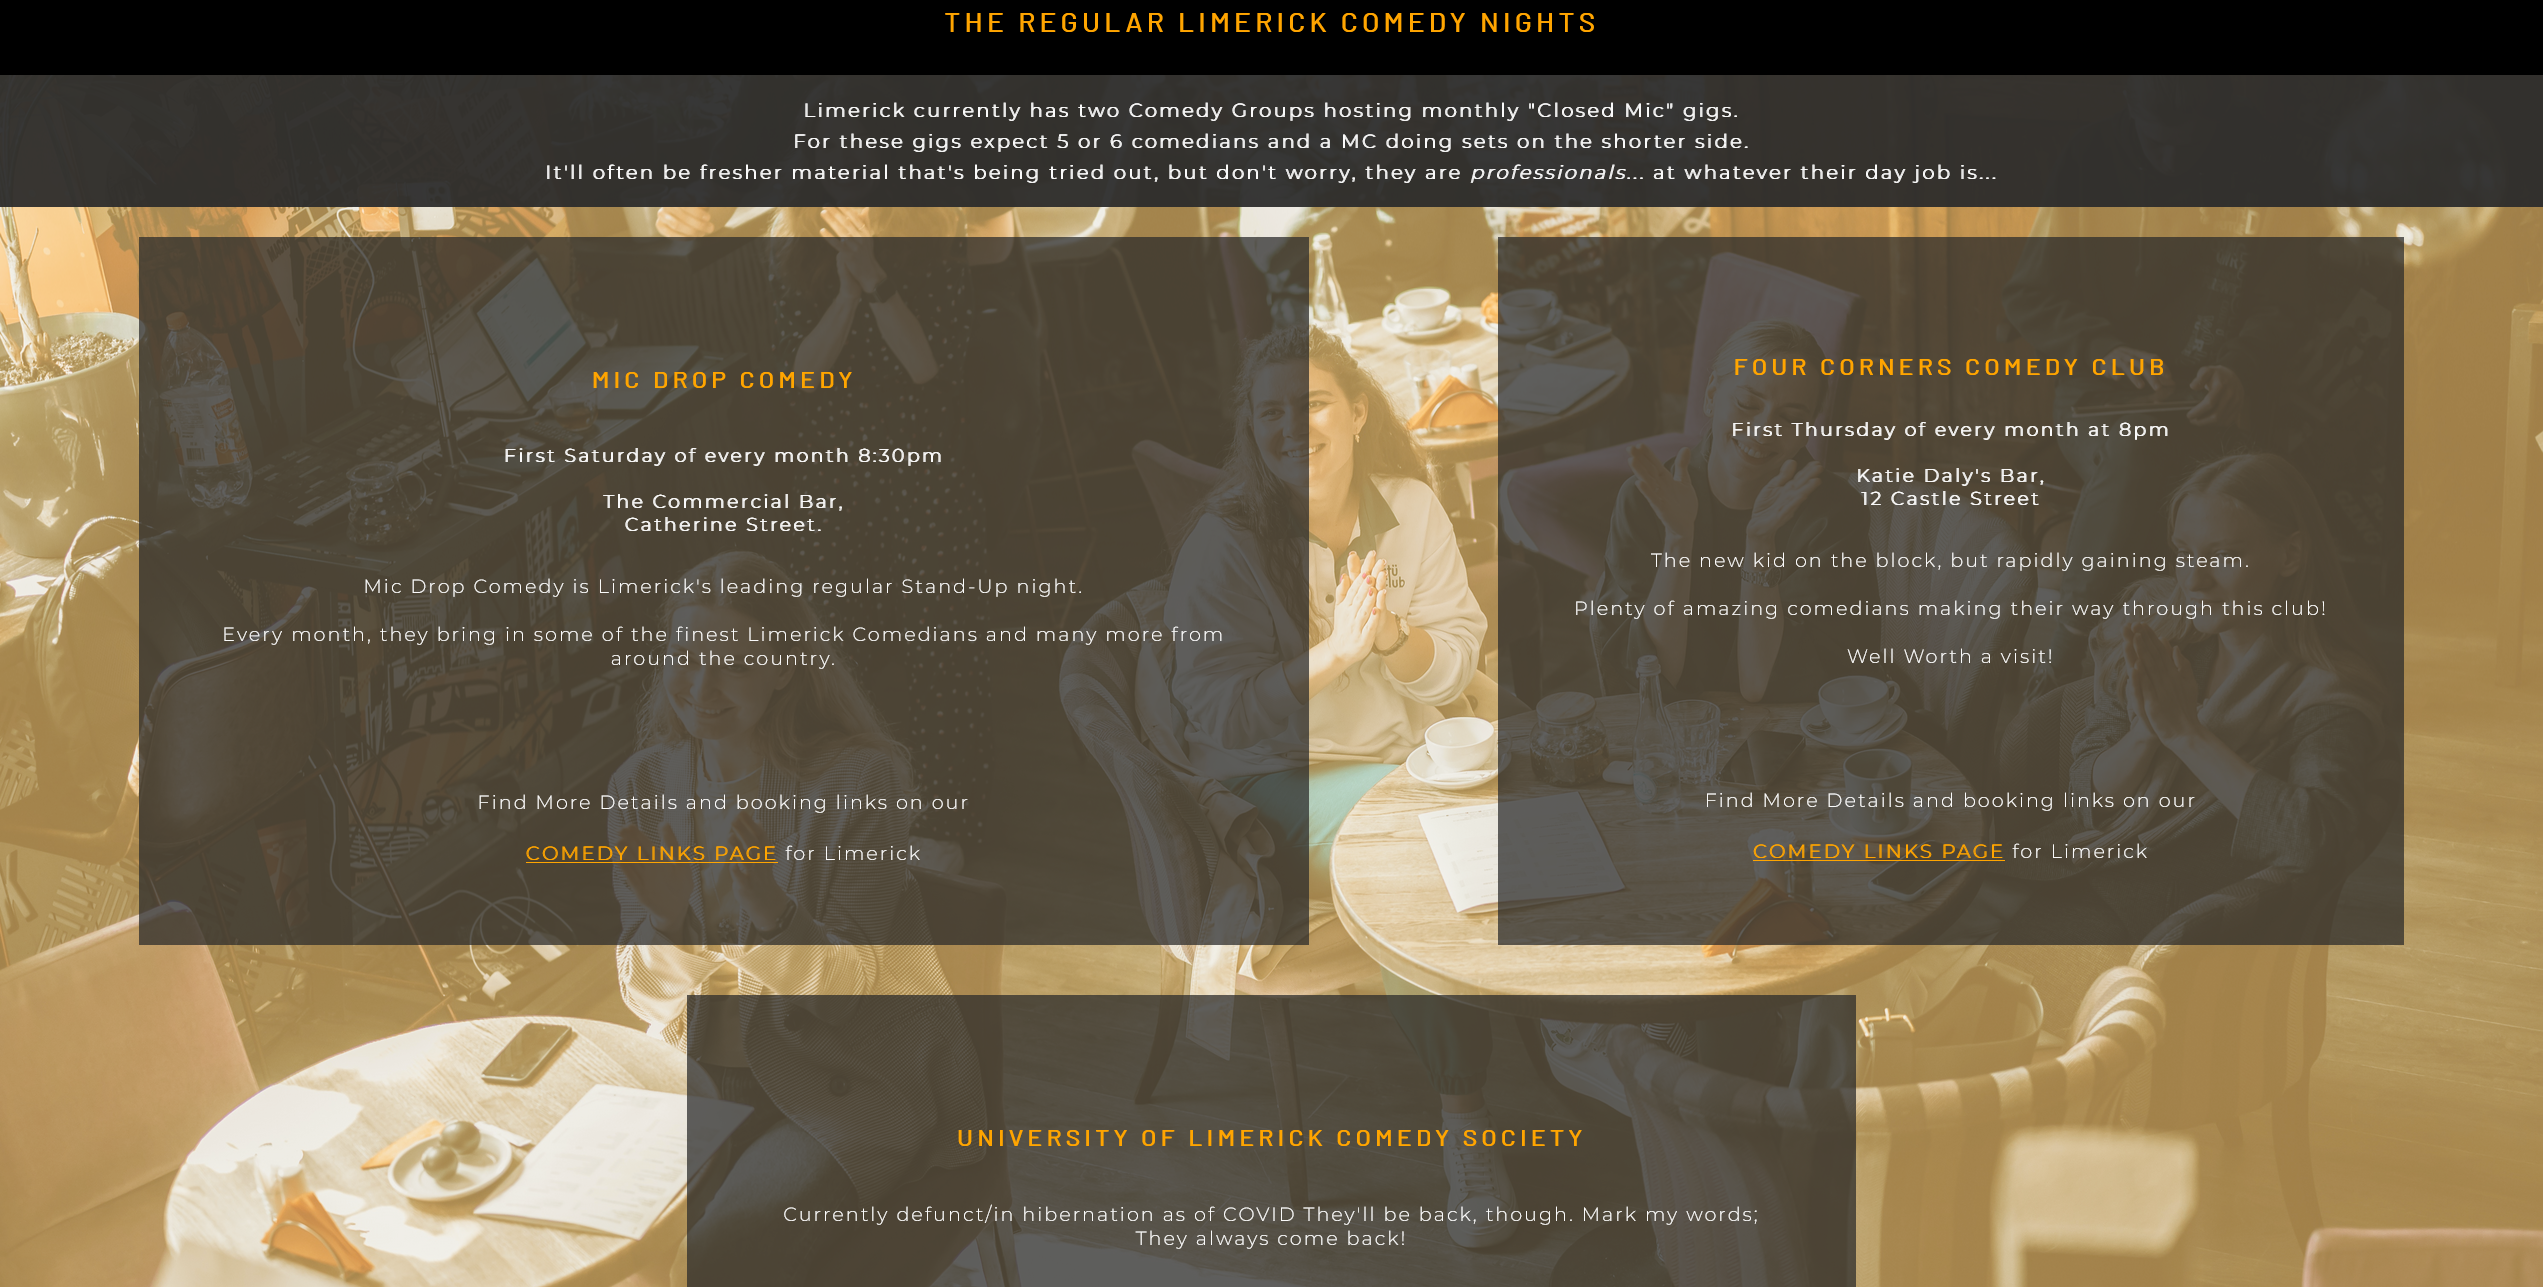 THE REGULAR LIMERICK COMEDY NIGHTS
Limerick currently has two Comedy Groups hosting monthly "Closed Mic" gigs.
For these gigs expect 5 or 6 comedians and a MC doing sets on the shorter side.
It'll often be fresher material that's being tried out, but don't worry, they are professionals... at whatever their day job is...
MIC DROP COMEDY
First Saturday of every month 8:30pm
The Commercial Bar,
Catherine Street.
Mic Drop Comedy is Limerick's leading regular Stand-Up night.
Every month, they bring in some of the finest Limerick Comedians and many more from
around the country.
Find More Details and booking links on our
COMEDY LINKS PAGE for Limerick
FOUR CORNERS COMEDY CLUB
First Thursday of every month at 8pm
Katie Daly's Bar,
12 Castle Street
The new kid on the block, but rapidly gaining steam.
Plenty of amazing comedians making their way through this club!
Well Worth a visit!
Find More Details and booking links on our
COMEDY LINKS PAGE for Limerick
UNIVERSITY OF LIMERICK COMEDY SOCIETY
Currently defunct/in hibernation as of COVID They'll be back, though. Mark my words;
They always come back!